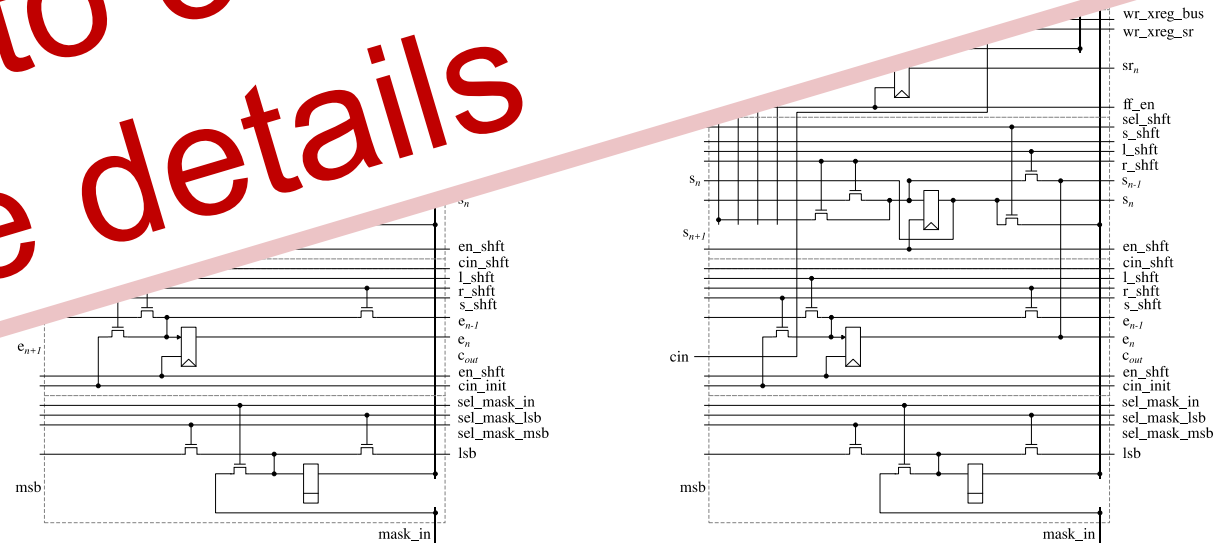 to
e details
wr_xreg_bus
wr_xreg_sr
sr_n
ff_en
sel_shft
s_shft
l_shft
r_shft
s_n
s_n-1
s_n
s_n+1
en_shft
cin_shft
l_shft
r_shft
s_shft
e_n-1
e_n
cin
c_out
en_shft
cin_init
sel_mask_in
sel_mask_lsb
sel_mask_msb
lsb
msb
mask_in
s_n
en_shft
cin_shft
l_shft
r_shft
s_shft
e_n-1
e_n+1
e_n
c_out
en_shft
cin_init
sel_mask_in
sel_mask_lsb
sel_mask_msb
lsb
msb
mask_in